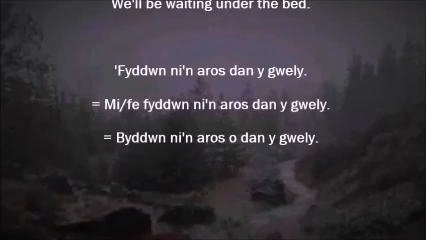 We'll be waiting under the bed.
'Fyddwn ni'n aros dan y gwely.
= Mi/fe fyddwn ni'n aros dan y gwely.
= Byddwn ni'n aros o dan y gwely.